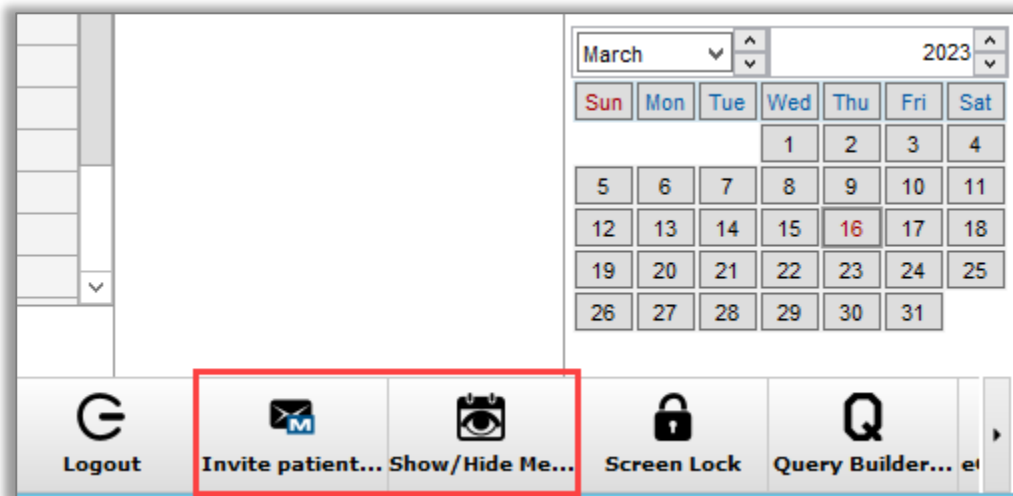 March 2023
Sun Mon Tue Wed Thu Fri Sat
1 2 3 4
5 6 7 8 9 10 11
12 13 14 15 16 17 18
19 20 21 22 23 24 25
26 27 28 29 30 31
M Q
Logout Invite patient... Show/Hide Me... Screen Lock Query Builder...